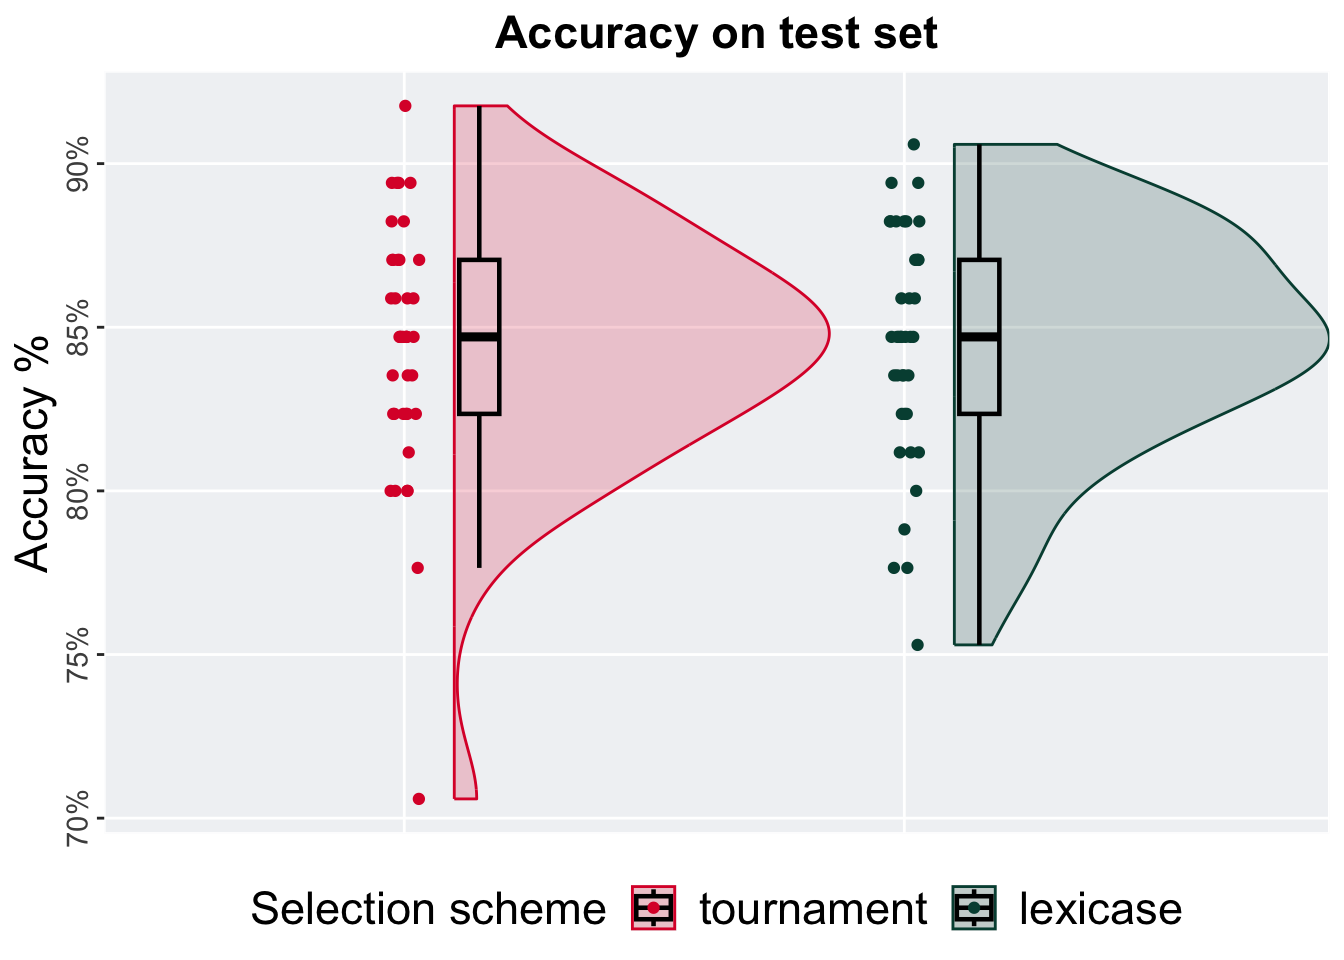 Accuracy on test set
Accuracy %
90%
85%
80%
75%
70%
Selection scheme tournament lexicase